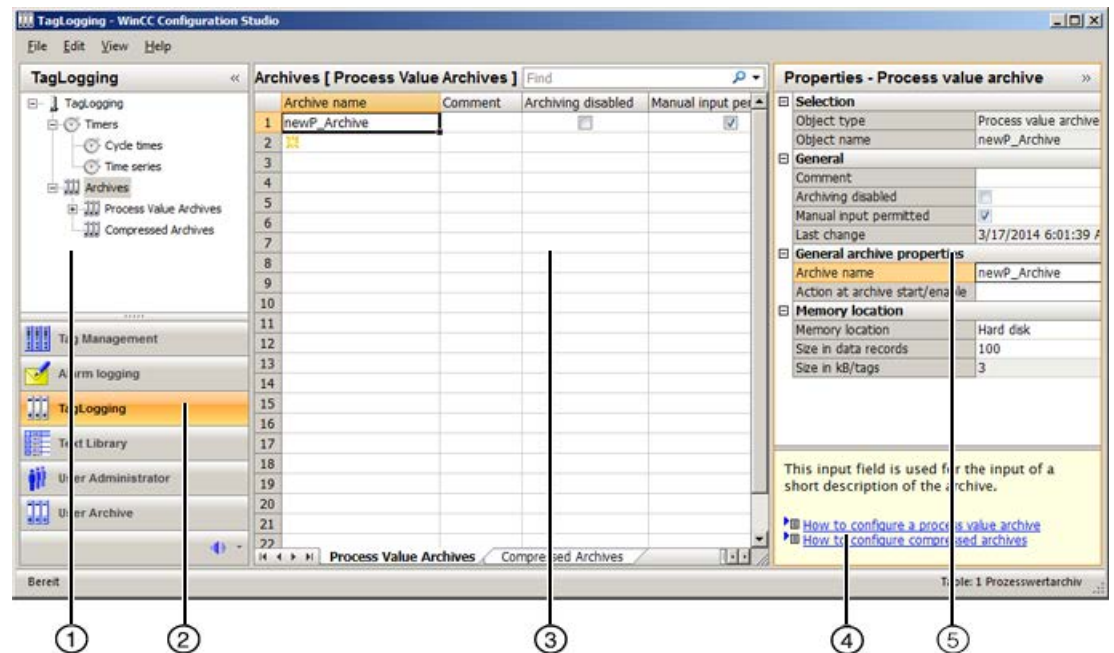 TagLogging - WinCC Configuration Studio
File Edit View Help
TagLogging «
TagLogging
Timers
Cycle times
Time series
Archives
Process Value Archives
Compressed Archives
Tag Management
Alarm logging
TagLogging
Text Library
User Administrator
User Archive
Archives [ Process Value Archives ] Find
Archive name Comment Archiving disabled Manual input per
1 newP_Archive
2
3
4
5
6
7
8
9
10
11
12
13
14
15
16
17
18
19
20
21
22
Process Value Archives Compressed Archives
Properties - Process value archive »
Selection
Object type Process value archive
Object name newP_Archive
General
Comment
Archiving disabled
Manual input permitted
Last change 3/17/2014 6:01:39 A
General archive properties
Archive name newP_Archive
Action at archive start/enable
Memory location
Memory location Hard disk
Size in data records 100
Size in kB/tags 3
This input field is used for the input of a
short description of the archive.
How to configure a process value archive
How to configure compressed archives
Bereit Table: 1 Prozesswertarchiv
1 2 3 4 5